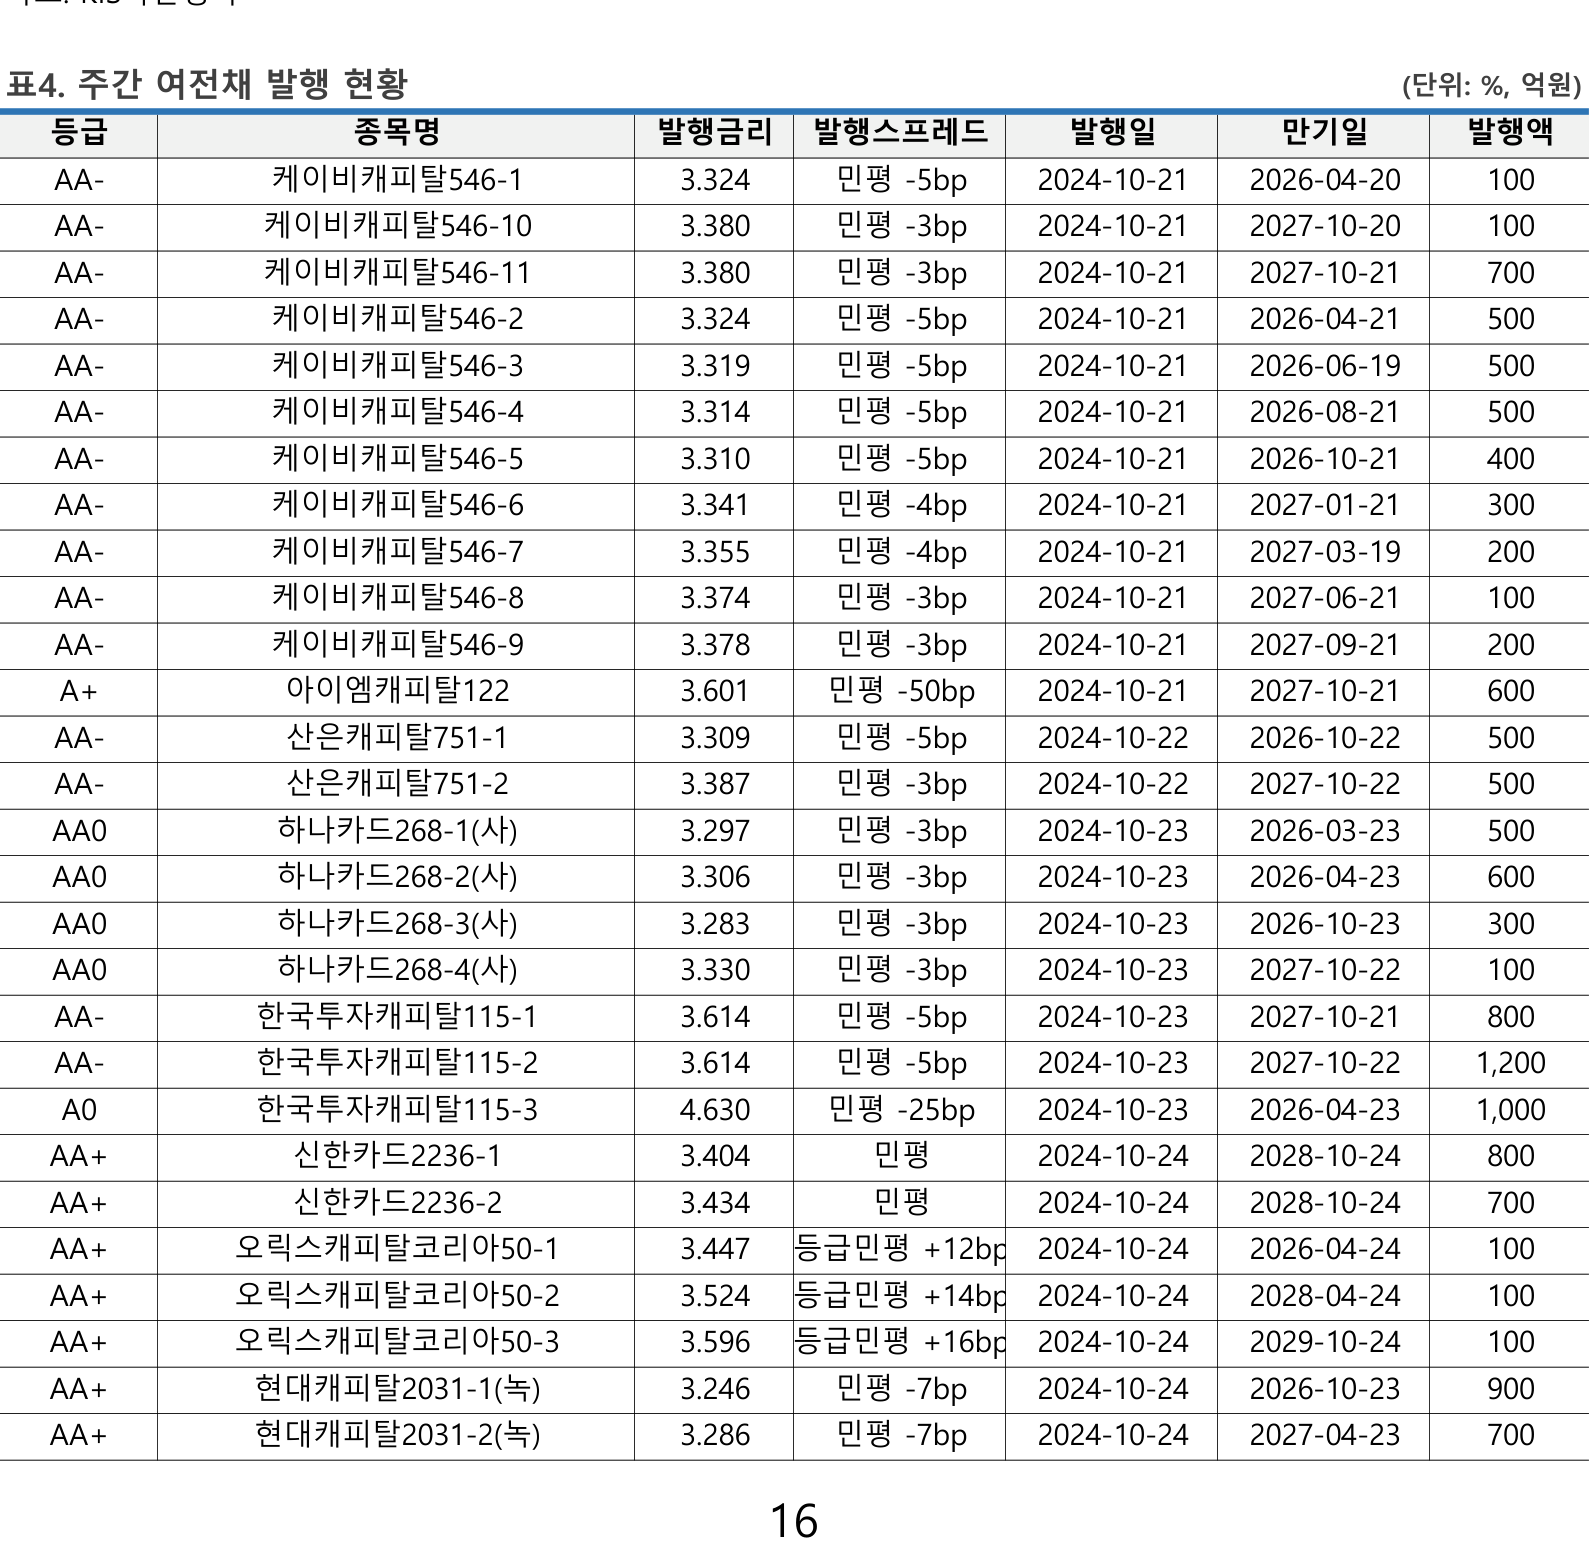 표4. 주간 여전채 발행 현황 (단위: %, 억원)
등급 종목명 발행금리 발행스프레드 발행일 만기일 발행액
AA- 케이비캐피탈546-1 3.324 민평 -5bp 2024-10-21 2026-04-20 100
AA- 케이비캐피탈546-10 3.380 민평 -3bp 2024-10-21 2027-10-20 100
AA- 케이비캐피탈546-11 3.380 민평 -3bp 2024-10-21 2027-10-21 700
AA- 케이비캐피탈546-2 3.324 민평 -5bp 2024-10-21 2026-04-21 500
AA- 케이비캐피탈546-3 3.319 민평 -5bp 2024-10-21 2026-06-19 500
AA- 케이비캐피탈546-4 3.314 민평 -5bp 2024-10-21 2026-08-21 500
AA- 케이비캐피탈546-5 3.310 민평 -5bp 2024-10-21 2026-10-21 400
AA- 케이비캐피탈546-6 3.341 민평 -4bp 2024-10-21 2027-01-21 300
AA- 케이비캐피탈546-7 3.355 민평 -4bp 2024-10-21 2027-03-19 200
AA- 케이비캐피탈546-8 3.374 민평 -3bp 2024-10-21 2027-06-21 100
AA- 케이비캐피탈546-9 3.378 민평 -3bp 2024-10-21 2027-09-21 200
A+ 아이엠캐피탈122 3.601 민평 -50bp 2024-10-21 2027-10-21 600
AA- 산은캐피탈751-1 3.309 민평 -5bp 2024-10-22 2026-10-22 500
AA- 산은캐피탈751-2 3.387 민평 -3bp 2024-10-22 2027-10-22 500
AA0 하나카드268-1(사) 3.297 민평 -3bp 2024-10-23 2026-03-23 500
AA0 하나카드268-2(사) 3.306 민평 -3bp 2024-10-23 2026-04-23 600
AA0 하나카드268-3(사) 3.283 민평 -3bp 2024-10-23 2026-10-23 300
AA0 하나카드268-4(사) 3.330 민평 -3bp 2024-10-23 2027-10-22 100
AA- 한국투자캐피탈115-1 3.614 민평 -5bp 2024-10-23 2027-10-21 800
AA- 한국투자캐피탈115-2 3.614 민평 -5bp 2024-10-23 2027-10-22 1,200
A0 한국투자캐피탈115-3 4.630 민평 -25bp 2024-10-23 2026-04-23 1,000
AA+ 신한카드2236-1 3.404 민평 2024-10-24 2028-10-24 800
AA+ 신한카드2236-2 3.434 민평 2024-10-24 2028-10-24 700
AA+ 오릭스캐피탈코리아50-1 3.447 등급민평 +12bp 2024-10-24 2026-04-24 100
AA+ 오릭스캐피탈코리아50-2 3.524 등급민평 +14bp 2024-10-24 2028-04-24 100
AA+ 오릭스캐피탈코리아50-3 3.596 등급민평 +16bp 2024-10-24 2029-10-24 100
AA+ 현대캐피탈2031-1(녹) 3.246 민평 -7bp 2024-10-24 2026-10-23 900
AA+ 현대캐피탈2031-2(녹) 3.286 민평 -7bp 2024-10-24 2027-04-23 700
16